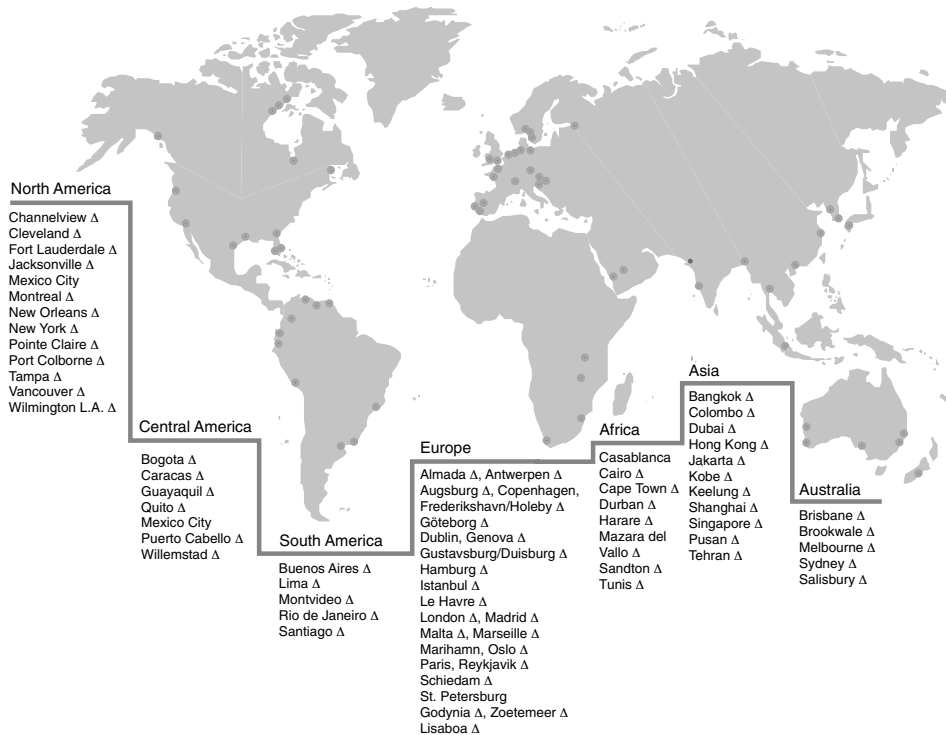 North America
Channelview Δ
Cleveland Δ
Fort Lauderdale Δ
Jacksonville Δ
Mexico City
Montreal Δ
New Orleans Δ
New York Δ
Pointe Claire Δ
Port Colborne Δ
Tampa Δ
Vancouver Δ
Wilmington L.A. Δ
Central America
Bogota Δ
Caracas Δ
Guayaquil Δ
Quito Δ
Mexico City
Puerto Cabello Δ
Willemstad Δ
South America
Buenos Aires Δ
Lima Δ
Montvideo Δ
Rio de Janeiro Δ
Santiago Δ
Europe
Almada Δ, Antwerpen Δ
Augsburg Δ, Copenhagen,
Frederikshavn/Holeby Δ
Göteborg Δ
Dublin, Genova Δ
Gustavsburg/Duisburg Δ
Hamburg Δ
Istanbul Δ
Le Havre Δ
London Δ, Madrid Δ
Malta Δ, Marseille Δ
Marihamn, Oslo Δ
Paris, Reykjavik Δ
Schiedam Δ
St. Petersburg
Godynia Δ, Zoetemeer Δ
Lisaboa Δ
Africa
Casablanca
Cairo Δ
Cape Town Δ
Durban Δ
Harare Δ
Mazara del
Vallo Δ
Sandton Δ
Tunis Δ
Asia
Bangkok Δ
Colombo Δ
Dubai Δ
Hong Kong Δ
Jakarta Δ
Kobe Δ
Keelung Δ
Shanghai Δ
Singapore Δ
Pusan Δ
Tehran Δ
Australia
Brisbane Δ
Brookwale Δ
Melbourne Δ
Sydney Δ
Salisbury Δ